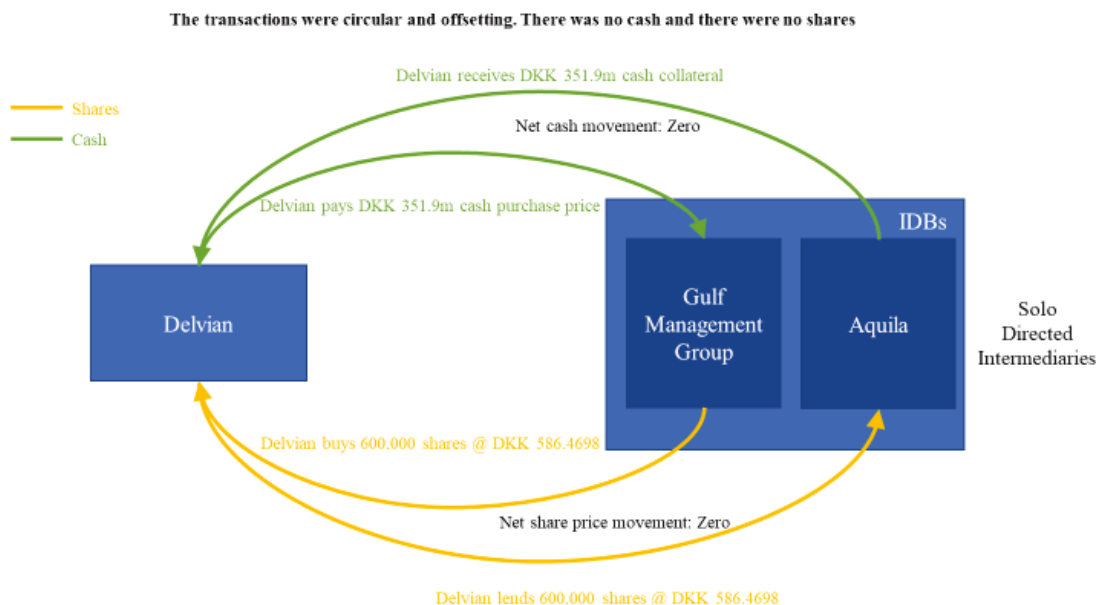 The transactions were circular and offsetting. There was no cash and there were no shares
Delvian receives DKK 351.9m cash collateral
Shares
Cash
Net cash movement: Zero
Delvian pays DKK 351.9m cash purchase price
IDBs
Delvian
Gulf
Management
Group
Aquila
Solo
Directed
Intermediaries
Delvian buys 600,000 shares @ DKK 586.4698
Net share price movement: Zero
Delvian lends 600,000 shares @ DKK 586.4698